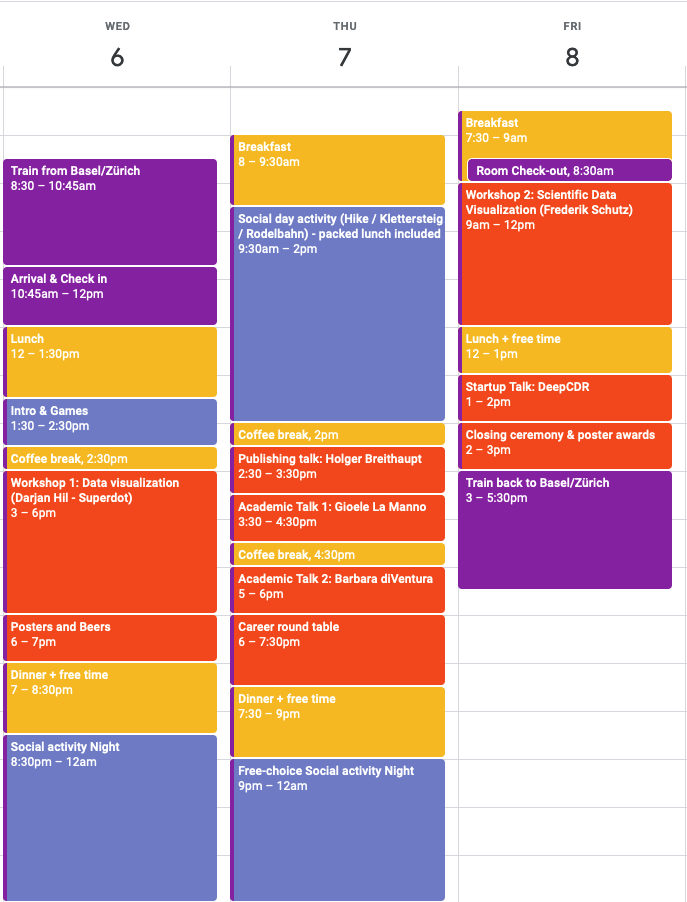 WED
6
THU
7
FRI
8
Train from Basel/Zürich
8:30 – 10:45am
Arrival & Check in
10:45am – 12pm
Lunch
12 – 1:30pm
Intro & Games
1:30 – 2:30pm
Coffee break, 2:30pm
Workshop 1: Data visualization
(Darjan Hil - Superdot)
3 – 6pm
Posters and Beers
6 – 7pm
Dinner + free time
7 – 8:30pm
Social activity Night
8:30pm – 12am
Breakfast
8 – 9:30am
Social day activity (Hike / Klettersteig
/ Rodelbahn) - packed lunch included
9:30am – 2pm
Coffee break, 2pm
Publishing talk: Holger Breithaupt
2:30 – 3:30pm
Academic Talk 1: Gioele La Manno
3:30 – 4:30pm
Coffee break, 4:30pm
Academic Talk 2: Barbara diVentura
5 – 6pm
Career round table
6 – 7:30pm
Dinner + free time
7:30 – 9pm
Free-choice Social activity Night
9pm – 12am
Breakfast
7:30 – 9am
Room Check-out, 8:30am
Workshop 2: Scientific Data
Visualization (Frederik Schutz)
9am – 12pm
Lunch + free time
12 – 1pm
Startup Talk: DeepCDR
1 – 2pm
Closing ceremony & poster awards
2 – 3pm
Train back to Basel/Zürich
3 – 5:30pm